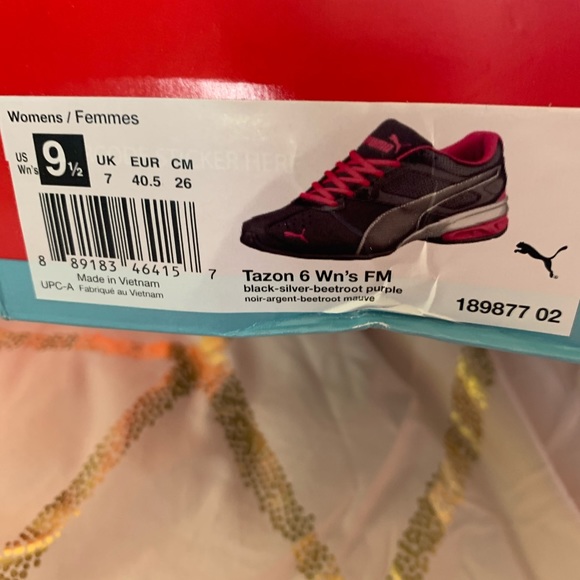 Womens / Femmes
US Wn's 9½
UK 7
EUR 40.5
CM 26
8 89183 46415 7
Made in Vietnam
UPC-A Fabriqué au Vietnam
Tazon 6 Wn's FM
black-silver-beetroot purple
noir-argent-beetroot mauve
189877 02